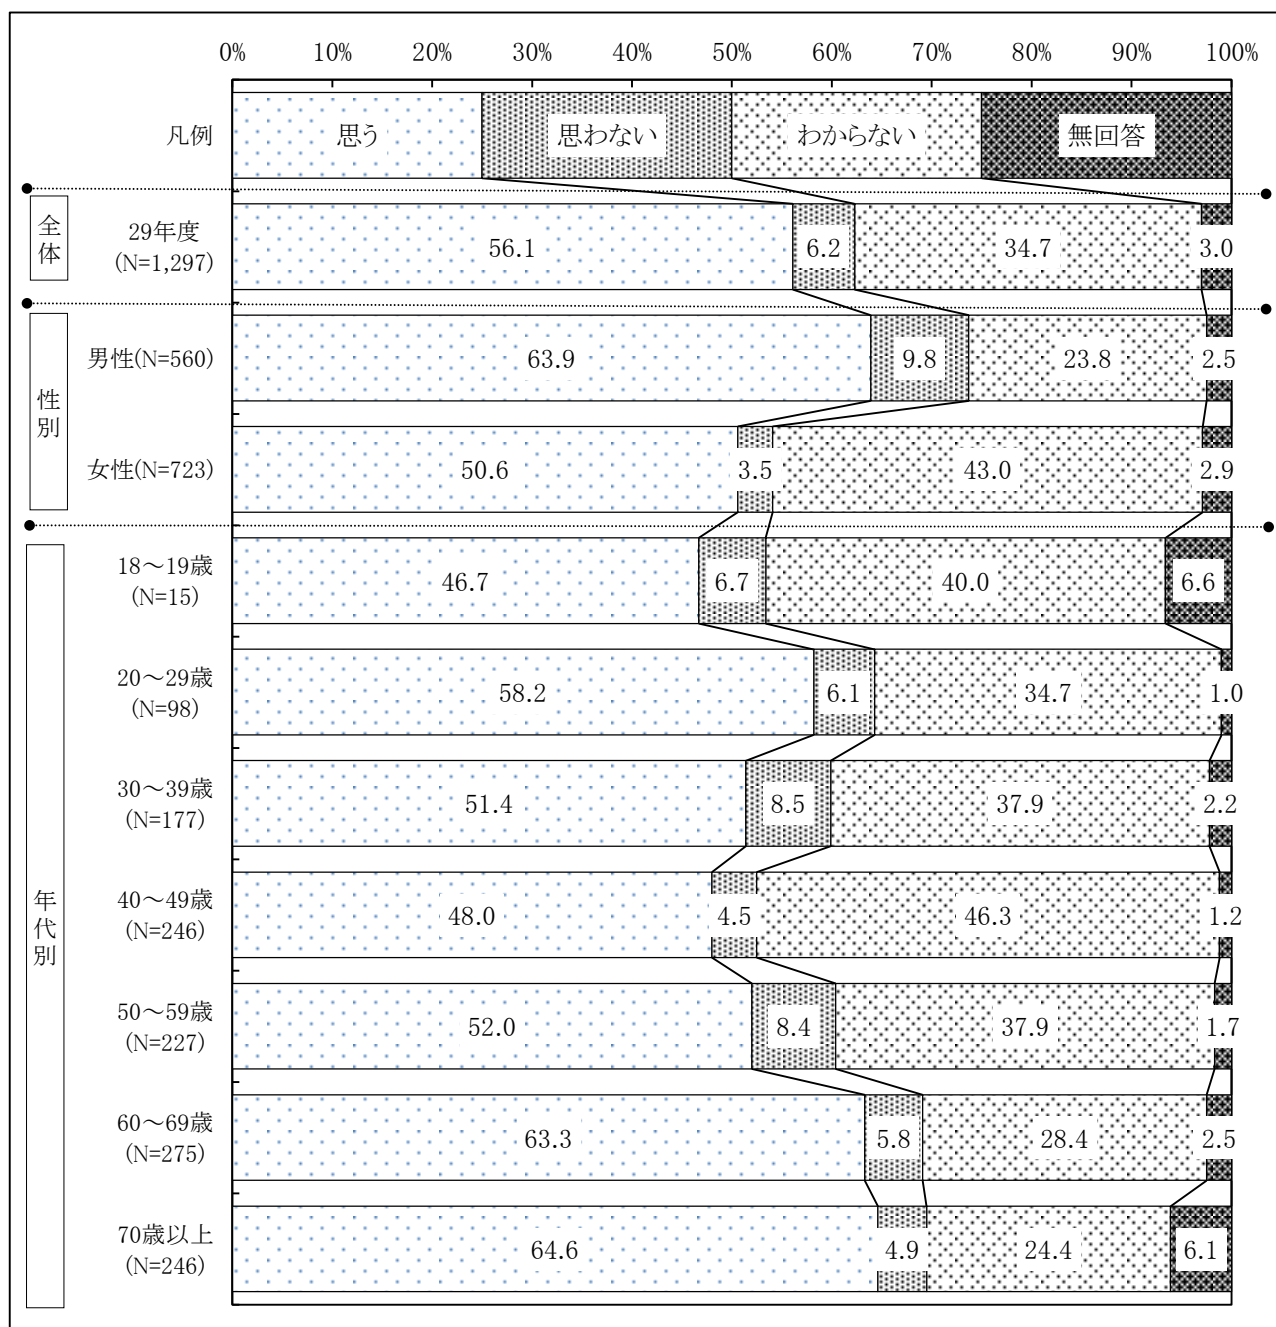 0% 10% 20% 30% 40% 50% 60% 70% 80% 90% 100%
凡例 思う 思わない わからない 無回答
全体
29年度
(N=1,297)
56.1 6.2 34.7 3.0
性別
男性(N=560) 63.9 9.8 23.8 2.5
女性(N=723) 50.6 3.5 43.0 2.9
年代別
18～19歳
(N=15)
46.7 6.7 40.0 6.6
20～29歳
(N=98)
58.2 6.1 34.7 1.0
30～39歳
(N=177)
51.4 8.5 37.9 2.2
40～49歳
(N=246)
48.0 4.5 46.3 1.2
50～59歳
(N=227)
52.0 8.4 37.9 1.7
60～69歳
(N=275)
63.3 5.8 28.4 2.5
70歳以上
(N=246)
64.6 4.9 24.4 6.1